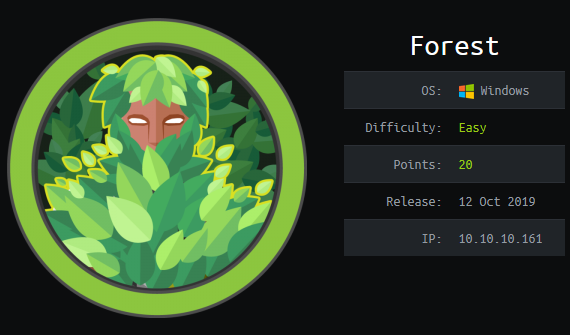 Forest
OS: Windows
Difficulty: Easy
Points: 20
Release: 12 Oct 2019
IP: 10.10.10.161